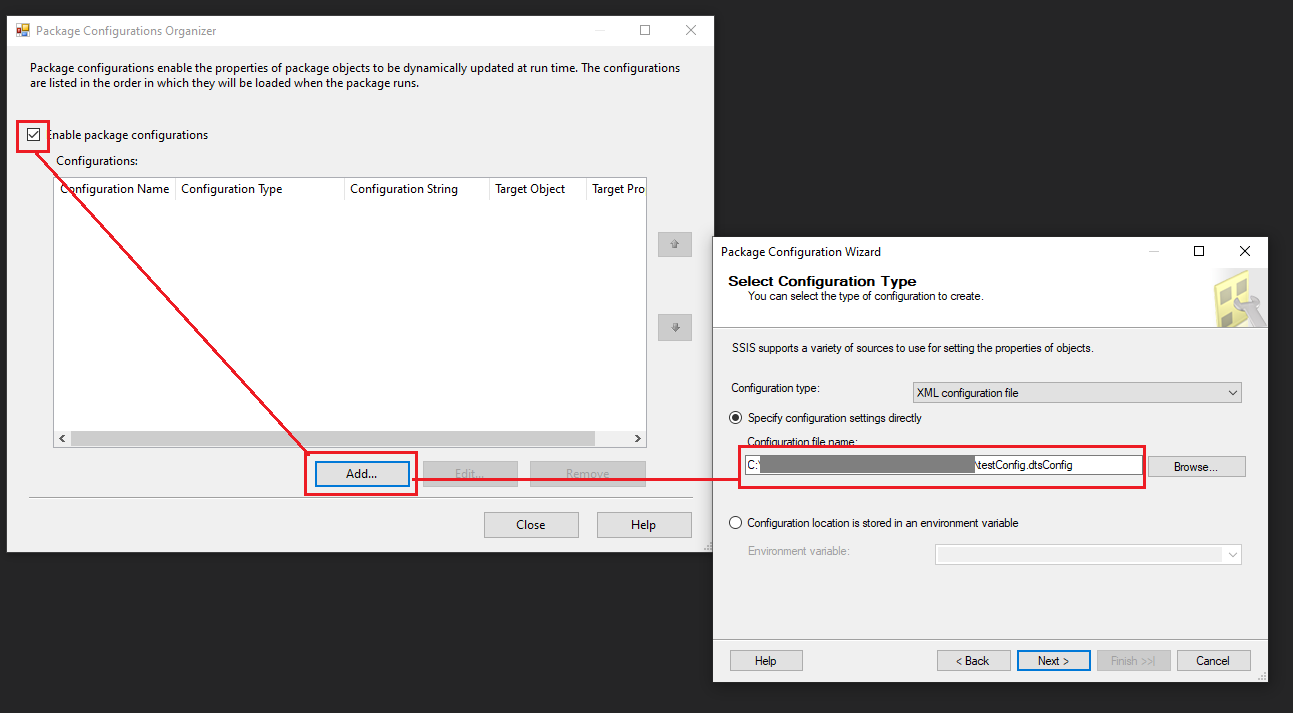 Package Configurations Organizer
Package configurations enable the properties of package objects to be dynamically updated at run time. The configurations
are listed in the order in which they will be loaded when the package runs.
Enable package configurations
Configurations:
Configuration Name Configuration Type Configuration String Target Object Target Pro
Add... Edit... Remove
Close Help
Package Configuration Wizard
Select Configuration Type
You can select the type of configuration to create.
SSIS supports a variety of sources to use for setting the properties of objects.
Configuration type: XML configuration file
Specify configuration settings directly
Configuration file name:
C:\ \testConfig.dtsConfig Browse...
Configuration location is stored in an environment variable
Environment variable:
Help < Back Next > Finish >>| Cancel